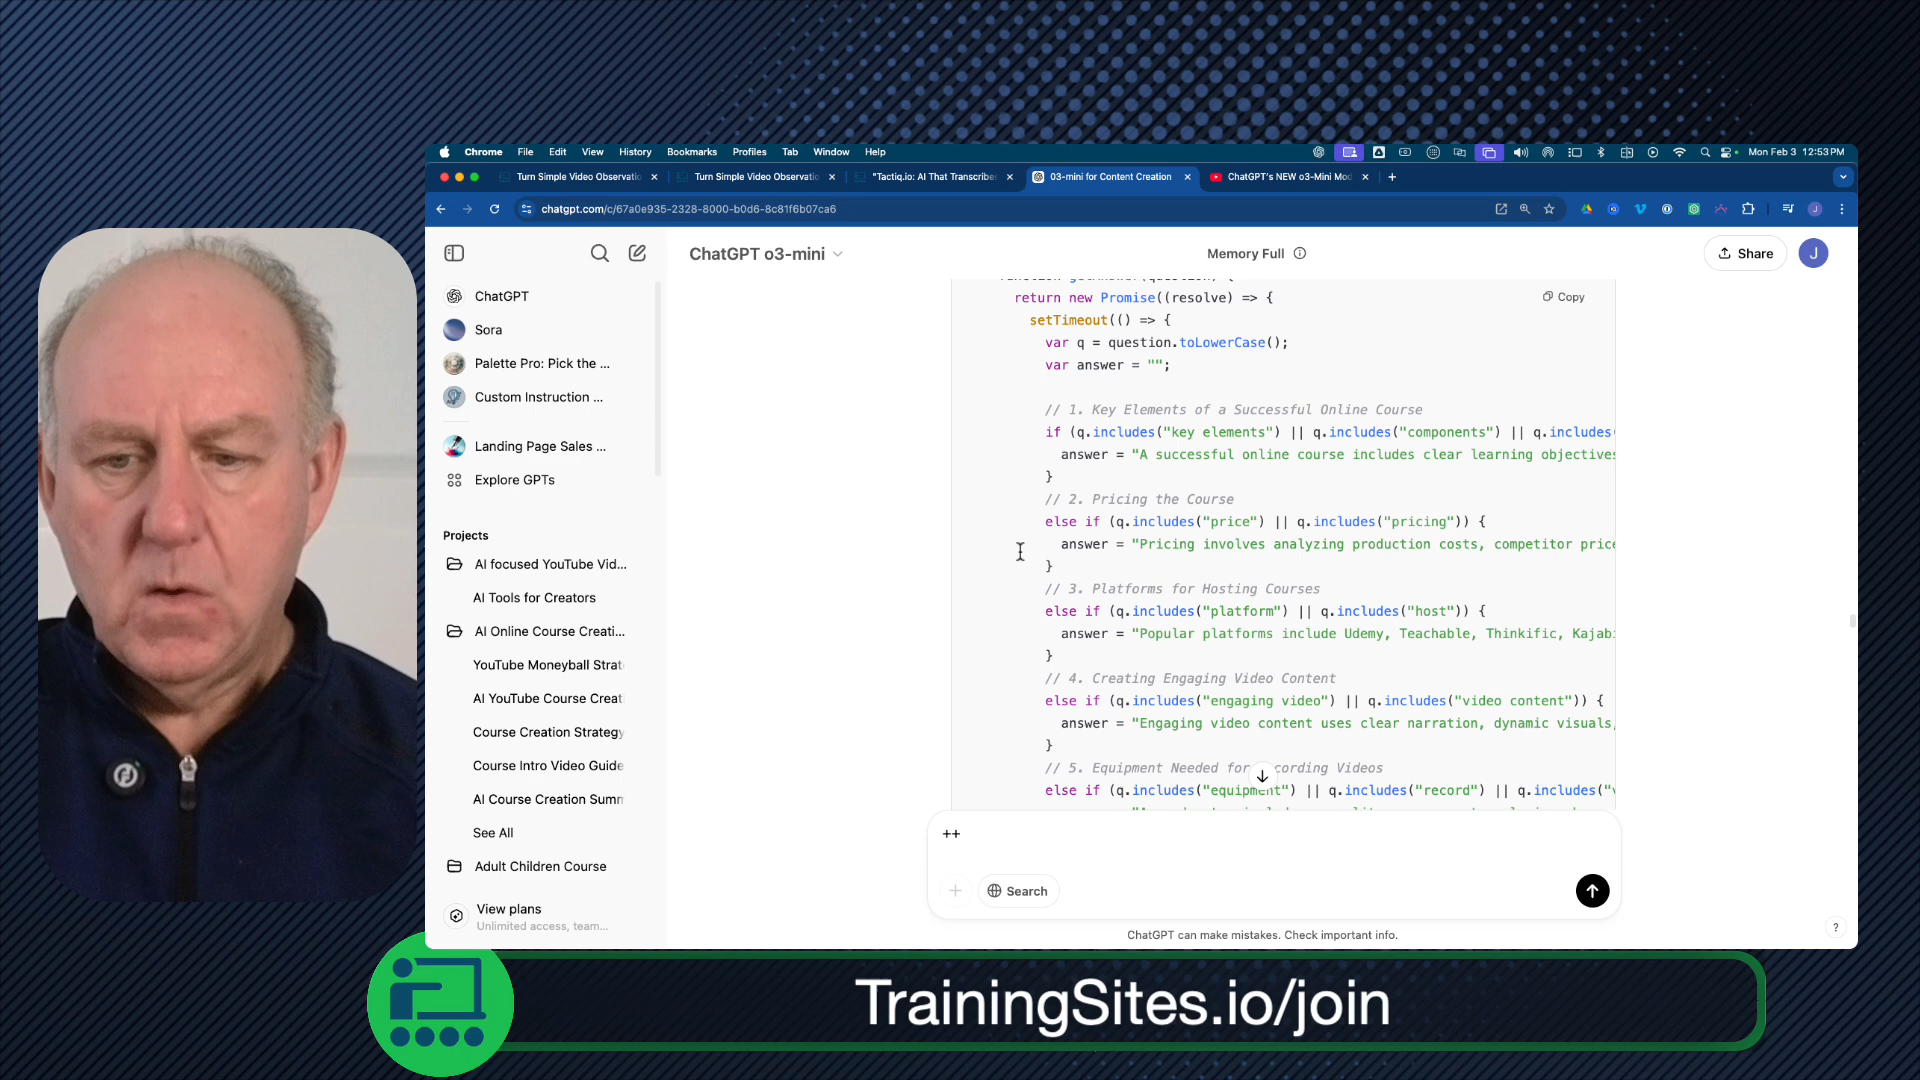 Chrome File Edit View History Bookmarks Profiles Tab Window Help
Mon Feb 3 12:53 PM
Turn Simple Video Observatio
Turn Simple Video Observatio
"Tactiq.io: AI That Transcribes
03-mini for Content Creation
ChatGPT's NEW o3-Mini Mod
chatgpt.com/c/67a0e935-2328-8000-b0d6-8c81f6b07ca6
ChatGPT o3-mini
Memory Full
Share
J
ChatGPT
Sora
Palette Pro: Pick the ...
Custom Instruction ...
Landing Page Sales ...
Explore GPTs
Projects
AI focused YouTube Vid...
AI Tools for Creators
AI Online Course Creati...
YouTube Moneyball Strat
AI YouTube Course Creat
Course Creation Strategy
Course Intro Video Guide
AI Course Creation Summ
See All
Adult Children Course
View plans
Unlimited access, team...
Copy
return new Promise((resolve) => {
setTimeout(() => {
var q = question.toLowerCase();
var answer = "";
// 1. Key Elements of a Successful Online Course
if (q.includes("key elements") || q.includes("components") || q.includes(
answer = "A successful online course includes clear learning objectives
}
// 2. Pricing the Course
else if (q.includes("price") || q.includes("pricing")) {
answer = "Pricing involves analyzing production costs, competitor price
}
// 3. Platforms for Hosting Courses
else if (q.includes("platform") || q.includes("host")) {
answer = "Popular platforms include Udemy, Teachable, Thinkific, Kajabi
}
// 4. Creating Engaging Video Content
else if (q.includes("engaging video") || q.includes("video content")) {
answer = "Engaging video content uses clear narration, dynamic visuals,
}
// 5. Equipment Needed for Recording Videos
else if (q.includes("equipment") || q.includes("record") || q.includes("v
++
Search
ChatGPT can make mistakes. Check important info.
?
TrainingSites.io/join